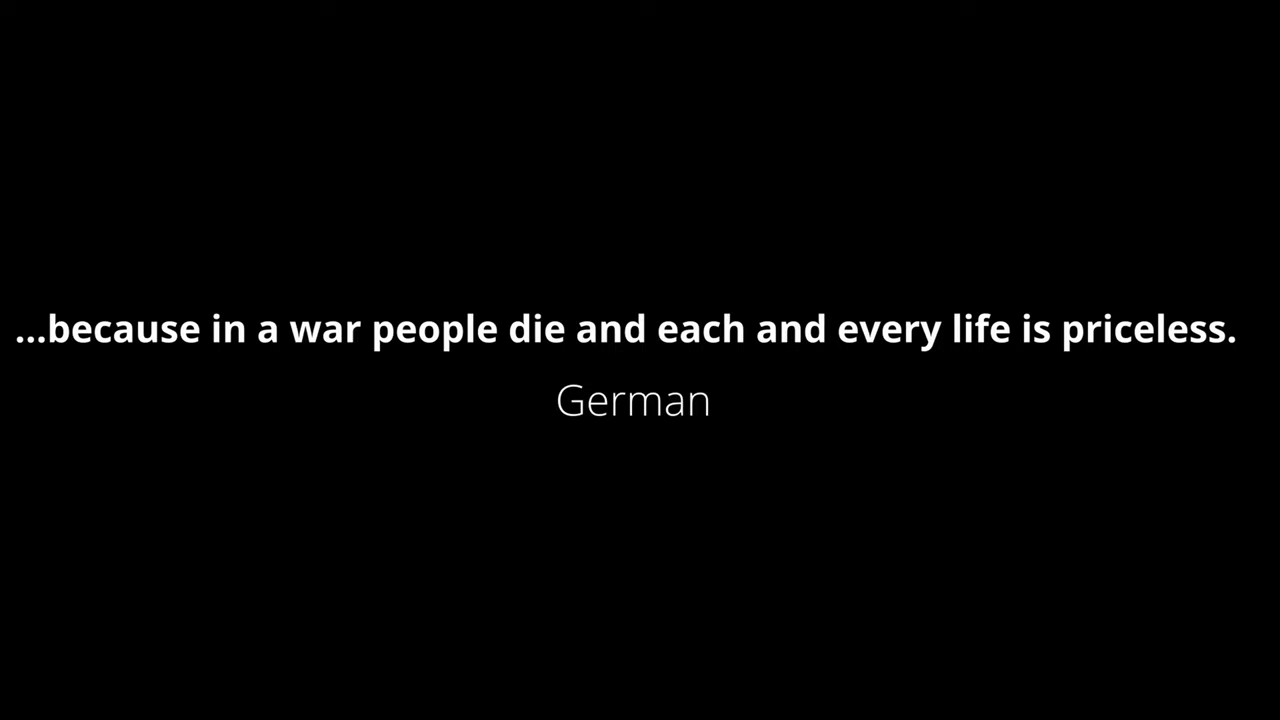 ...because in a war people die and each and every life is priceless.
German